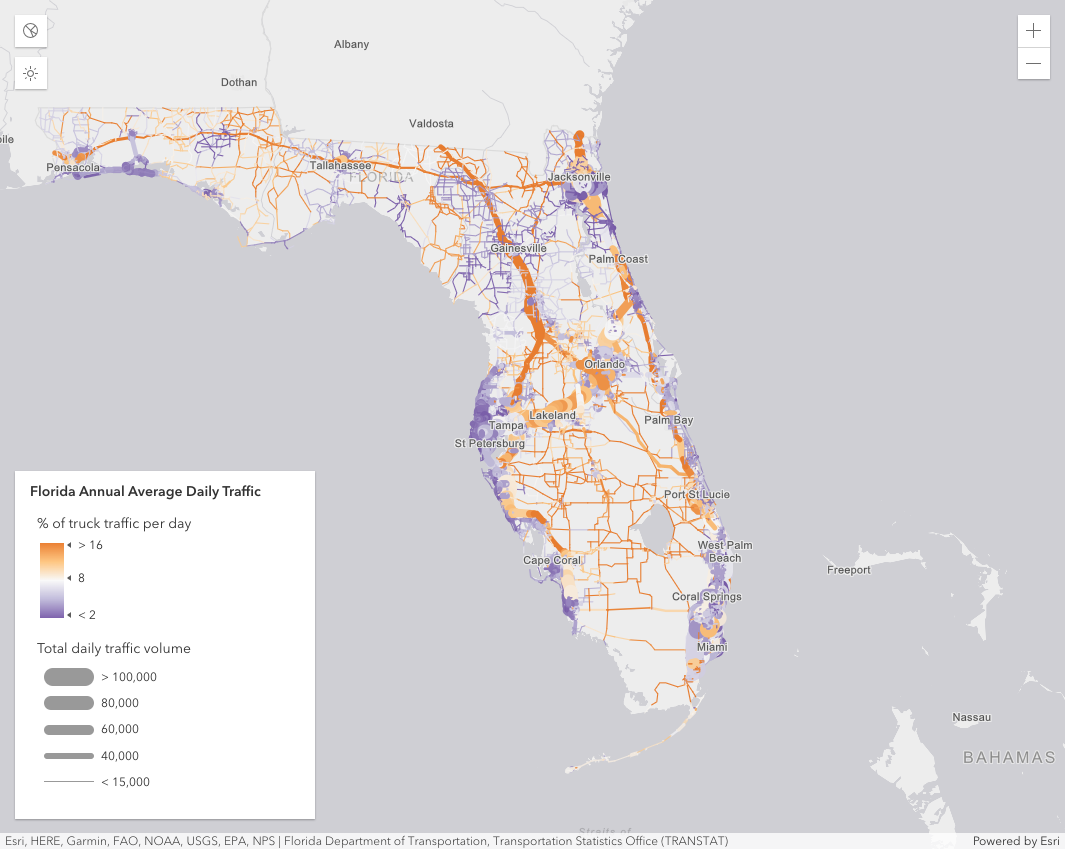 Albany
Dothan
Valdosta
ile
Pensacola
Tallahassee
FLORIDA
Jacksonville
Gainesville
Palm Coast
Orlando
Lakeland
Tampa
Palm Bay
St Petersburg
Port St Lucie
West Palm
Beach
Cape Coral
Freeport
Coral Springs
Miami
Nassau
BAHAMAS
Straits of
Florida Annual Average Daily Traffic
% of truck traffic per day
> 16
8
< 2
Total daily traffic volume
> 100,000
80,000
60,000
40,000
< 15,000
Esri, HERE, Garmin, FAO, NOAA, USGS, EPA, NPS | Florida Department of Transportation, Transportation Statistics Office (TRANSTAT)
Powered by Esri